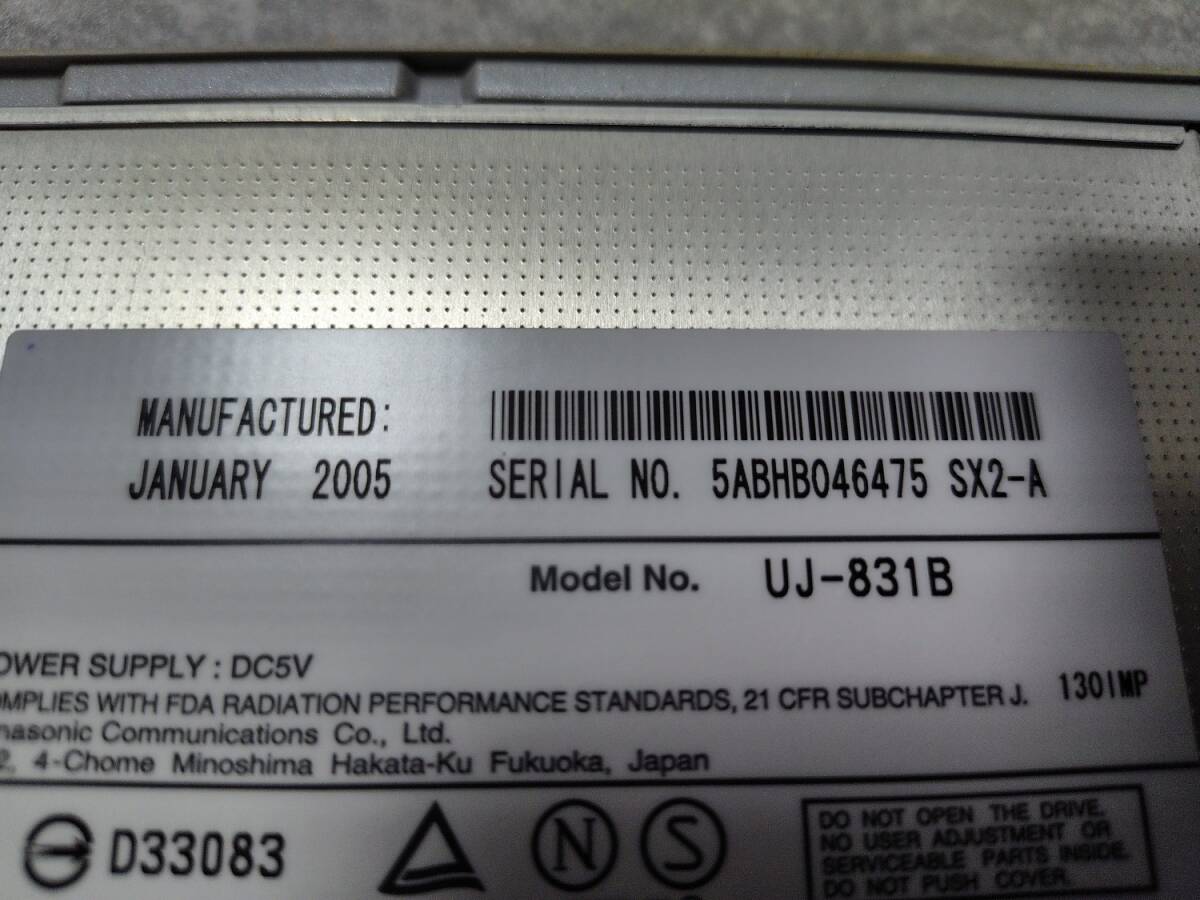 MANUFACTURED:
JANUARY 2005
SERIAL NO. 5ABHB046475 SX2-A
Model No. UJ-831B
OWER SUPPLY : DC5V
OMPLIES WITH FDA RADIATION PERFORMANCE STANDARDS, 21 CFR SUBCHAPTER J.
1301MP
nasonic Communications Co., Ltd.
2, 4-Chome Minoshima Hakata-Ku Fukuoka, Japan
D33083
N
S
DO NOT OPEN THE DRIVE.
NO USER ADJUSTMENT OR
SERVICEABLE PARTS INSIDE.
DO NOT PUSH COVER.